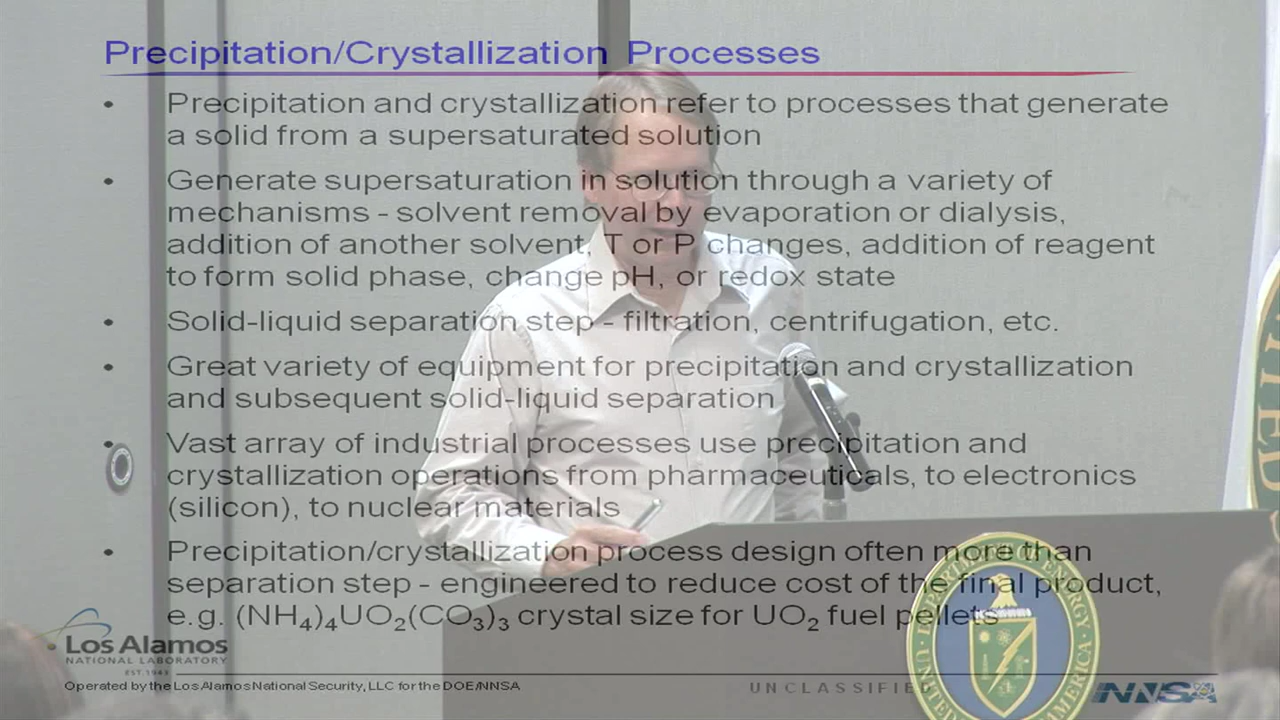 Precipitation/Crystallization Processes
• Precipitation and crystallization refer to processes that generate
a solid from a supersaturated solution
• Generate supersaturation in solution through a variety of
mechanisms - solvent removal by evaporation or dialysis,
addition of another solvent, T or P changes, addition of reagent
to form solid phase, change pH, or redox state
• Solid-liquid separation step - filtration, centrifugation, etc.
• Great variety of equipment for precipitation and crystallization
and subsequent solid-liquid separation
• Vast array of industrial processes use precipitation and
crystallization operations from pharmaceuticals, to electronics
(silicon), to nuclear materials
• Precipitation/crystallization process design often more than
separation step - engineered to reduce cost of the final product,
e.g. (NH₄)₄UO₂(CO₃)₃ crystal size for UO₂ fuel pellets
Los Alamos
NATIONAL LABORATORY
EST. 1943
Operated by the Los Alamos National Security, LLC for the DOE/NNSA
UNCLASSIFIED
NNSA